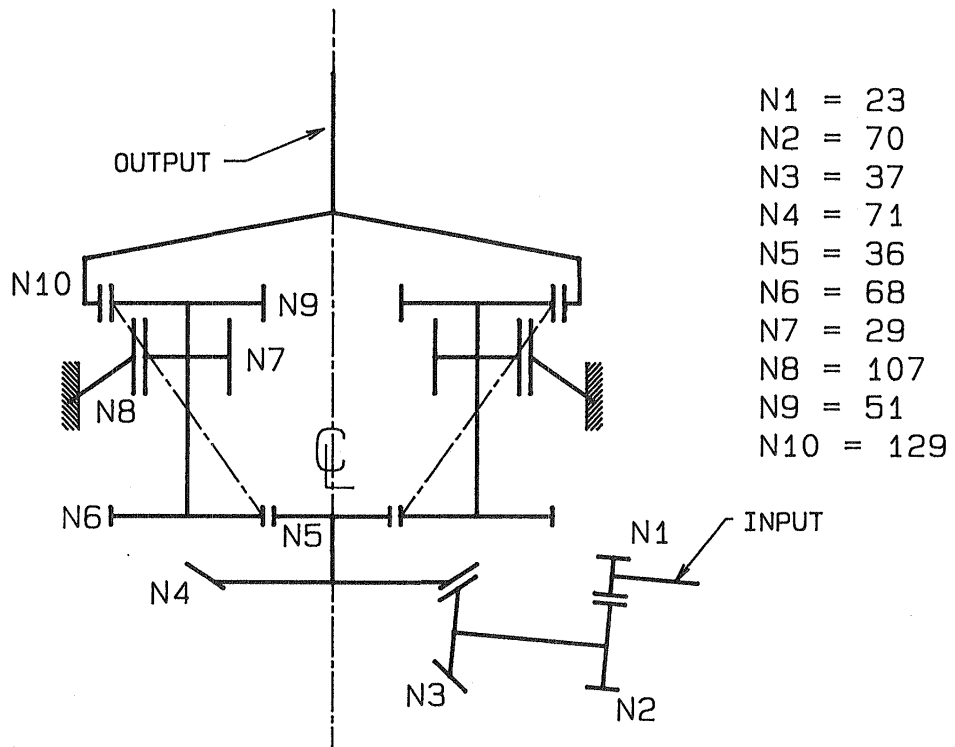 OUTPUT
N1 = 23
N2 = 70
N3 = 37
N4 = 71
N5 = 36
N6 = 68
N7 = 29
N8 = 107
N9 = 51
N10 = 129
N10
N9
N7
N8
CL
N6
N5
N1
INPUT
N4
N3
N2